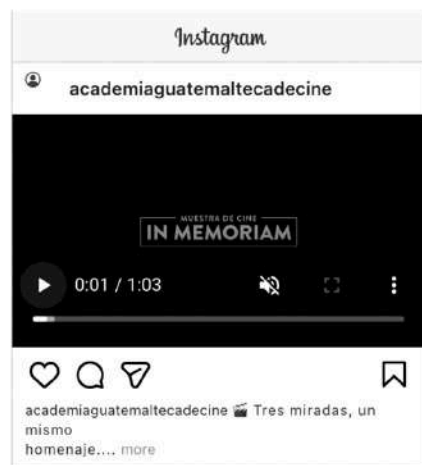 Instagram
academiaguatemaltecadecine
MUESTRA DE CINE
IN MEMORIAM
0:01 / 1:03
academiaguatemaltecadecine 🎬 Tres miradas, un
mismo
homenaje.... more